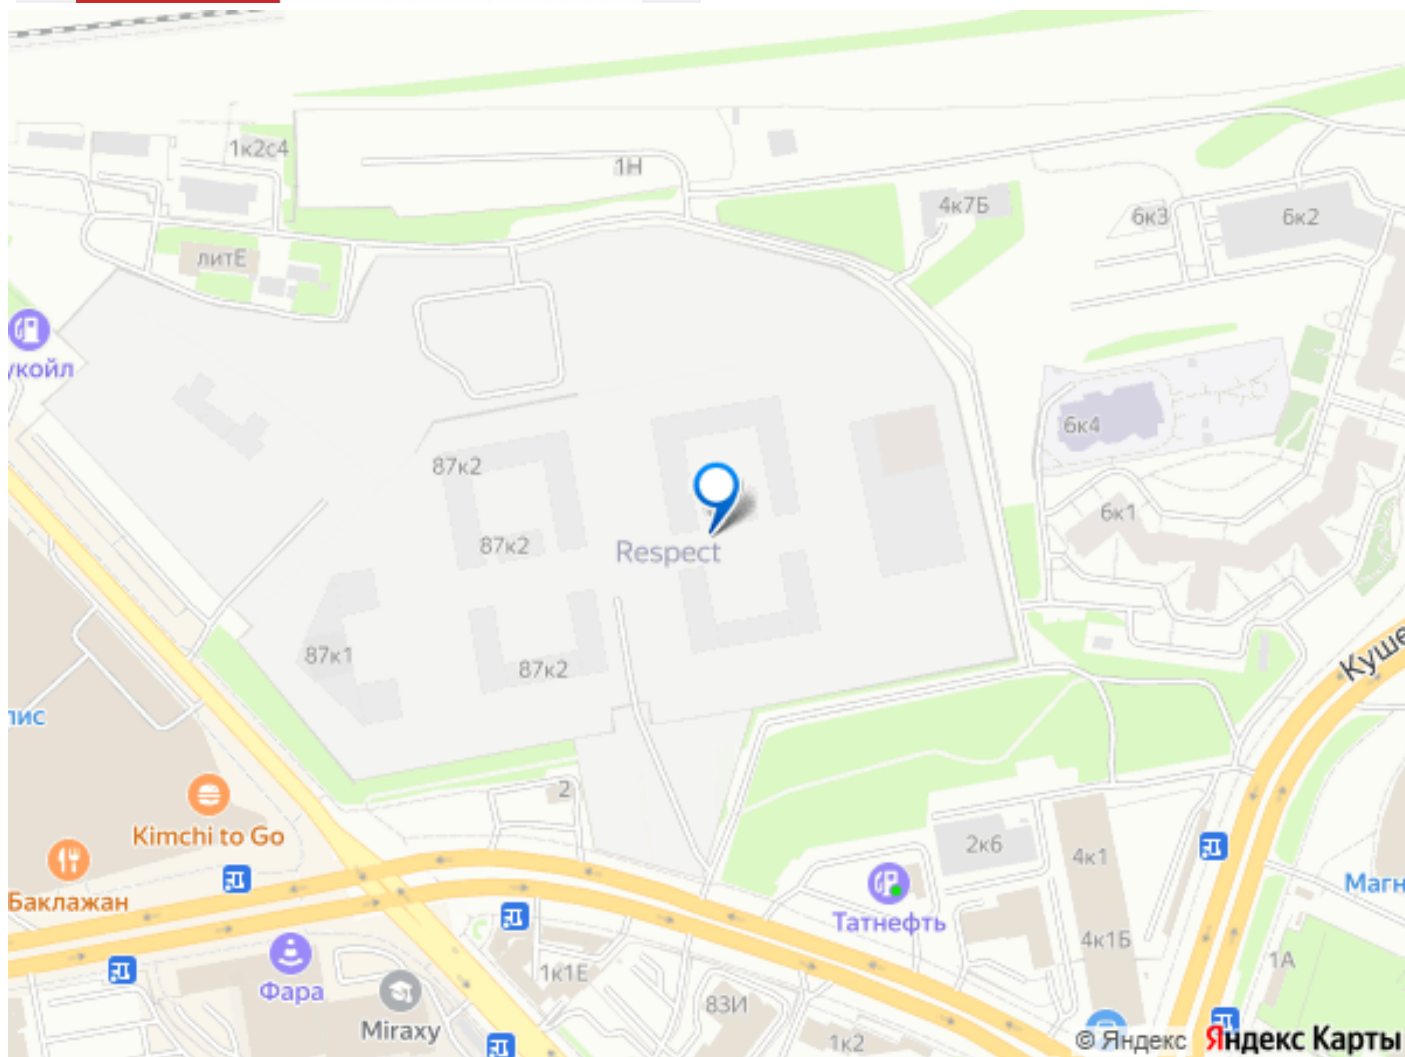 1к2с4
1Н
4к7Б
6к3
6к2
литЕ
укойл
6к4
87к2
6к1
87к2
Respect
87к1
87к2
Куше
лис
2
Kimchi to Go
2к6
4к1
Баклажан
Магн
Татнефть
4к1Б
1А
Фара
1к1Е
83И
Miraxy
1к2
© Яндекс Яндекс Карты